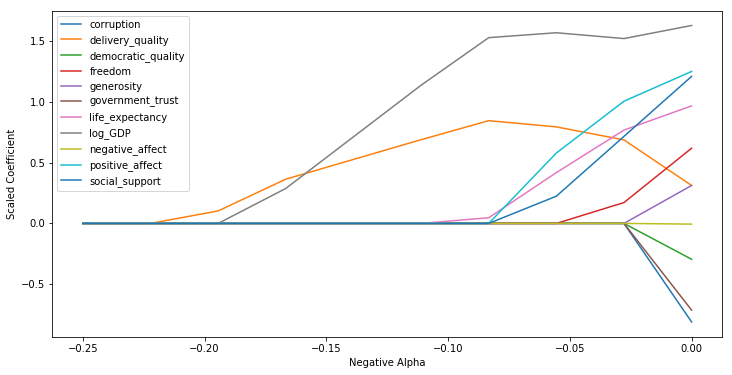 corruption
delivery_quality
democratic_quality
freedom
generosity
government_trust
life_expectancy
log_GDP
negative_affect
positive_affect
social_support
1.5
1.0
0.5
0.0
−0.5
Scaled Coefficient
−0.25 −0.20 −0.15 −0.10 −0.05 0.00
Negative Alpha